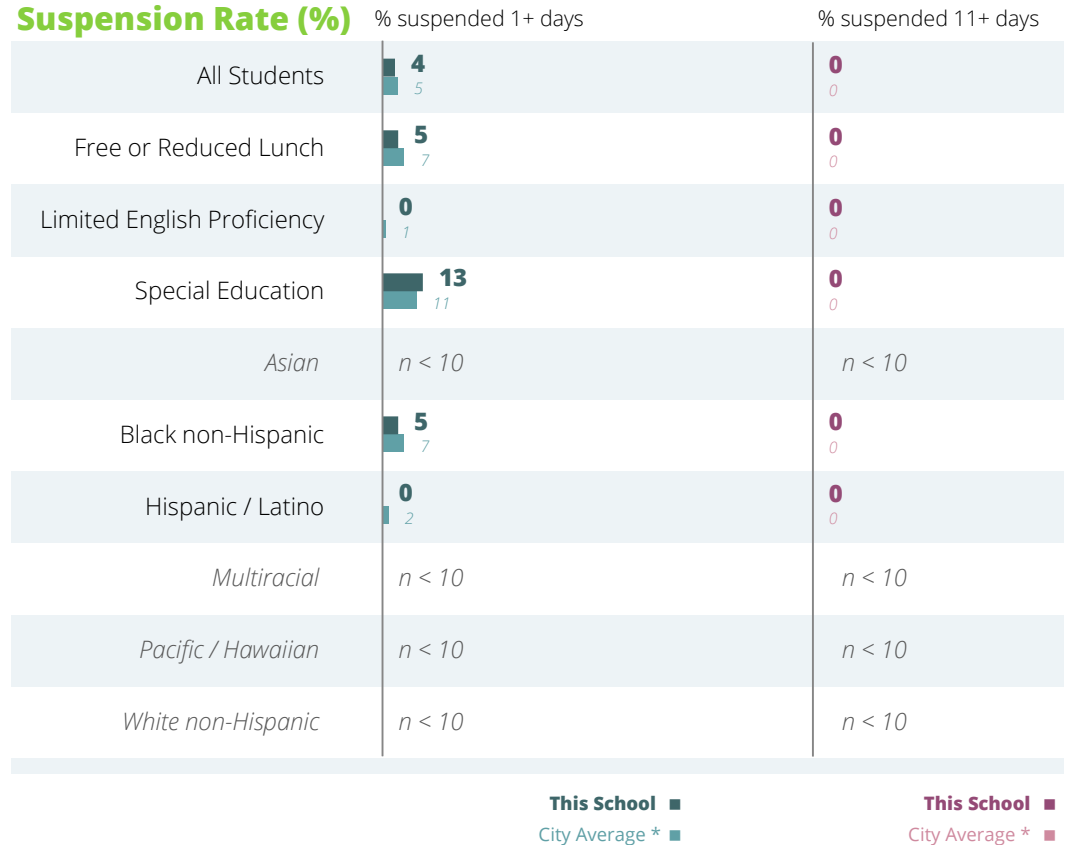 Suspension Rate (%) % suspended 1+ days % suspended 11+ days
All Students 4 0
5 0
Free or Reduced Lunch 5 0
7 0
Limited English Proficiency 0 0
1 0
Special Education 13 0
11 0
Asian n < 10 n < 10
Black non-Hispanic 5 0
7 0
Hispanic / Latino 0 0
2 0
Multiracial n < 10 n < 10
Pacific / Hawaiian n < 10 n < 10
White non-Hispanic n < 10 n < 10
This School This School
City Average * City Average *